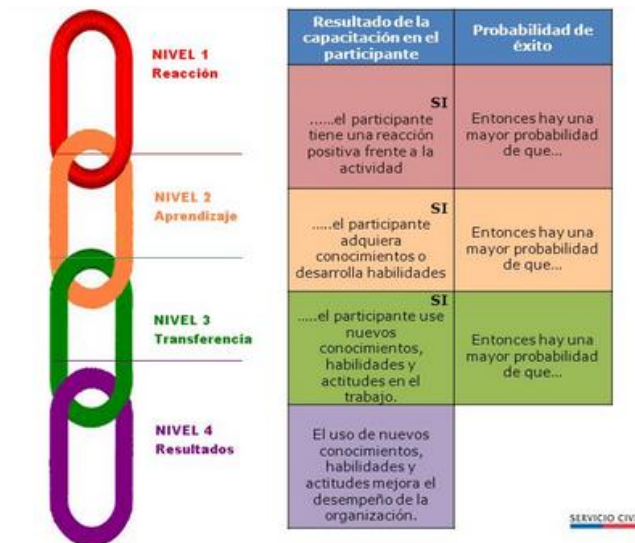 NIVEL 1
Reacción
NIVEL 2
Aprendizaje
NIVEL 3
Transferencia
NIVEL 4
Resultados
Resultado de la
capacitación en el
participante
Probabilidad de
éxito
SI
......el participante
tiene una reacción
positiva frente a la
actividad
Entonces hay una
mayor probabilidad
de que...
SI
.....el participante
adquiera
conocimientos o
desarrolla habilidades
Entonces hay una
mayor probabilidad
de que...
SI
.....el participante use
nuevos
conocimientos,
habilidades y
actitudes en el
trabajo.
Entonces hay una
mayor probabilidad
de que...
El uso de nuevos
conocimientos,
habilidades y
actitudes mejora el
desempeño de la
organización.
SERVICIO CIV